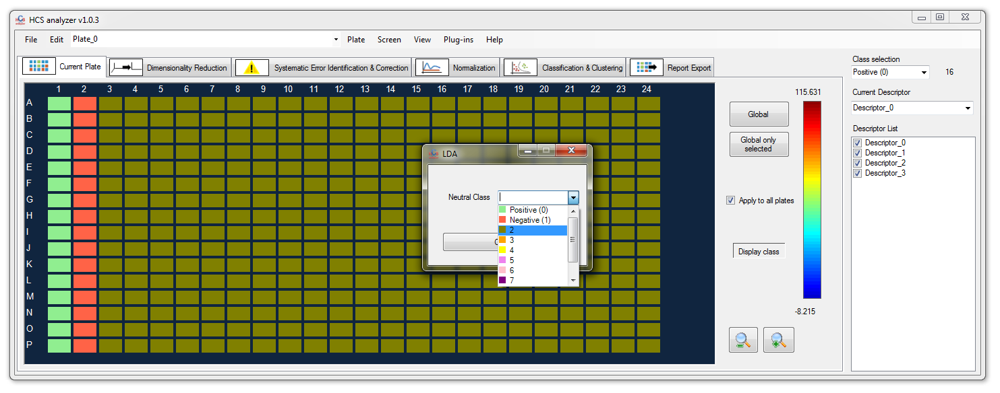 HCS analyzer v1.0.3
File Edit Plate_0 Plate Screen View Plug-ins Help
Current Plate Dimensionality Reduction Systematic Error Identification & Correction Normalization Classification & Clustering Report Export
1 2 3 4 5 6 7 8 9 10 11 12 13 14 15 16 17 18 19 20 21 22 23 24
A
B
C
D
E
F
G
H
I
J
K
L
M
N
O
P
LDA
Neutral Class
Positive (0)
Negative (1)
2
3
4
5
6
7
Global
Global only
selected
Apply to all plates
Display class
115.631
-8.215
Class selection
Positive (0) 16
Current Descriptor
Descriptor_0
Descriptor List
Descriptor_0
Descriptor_1
Descriptor_2
Descriptor_3